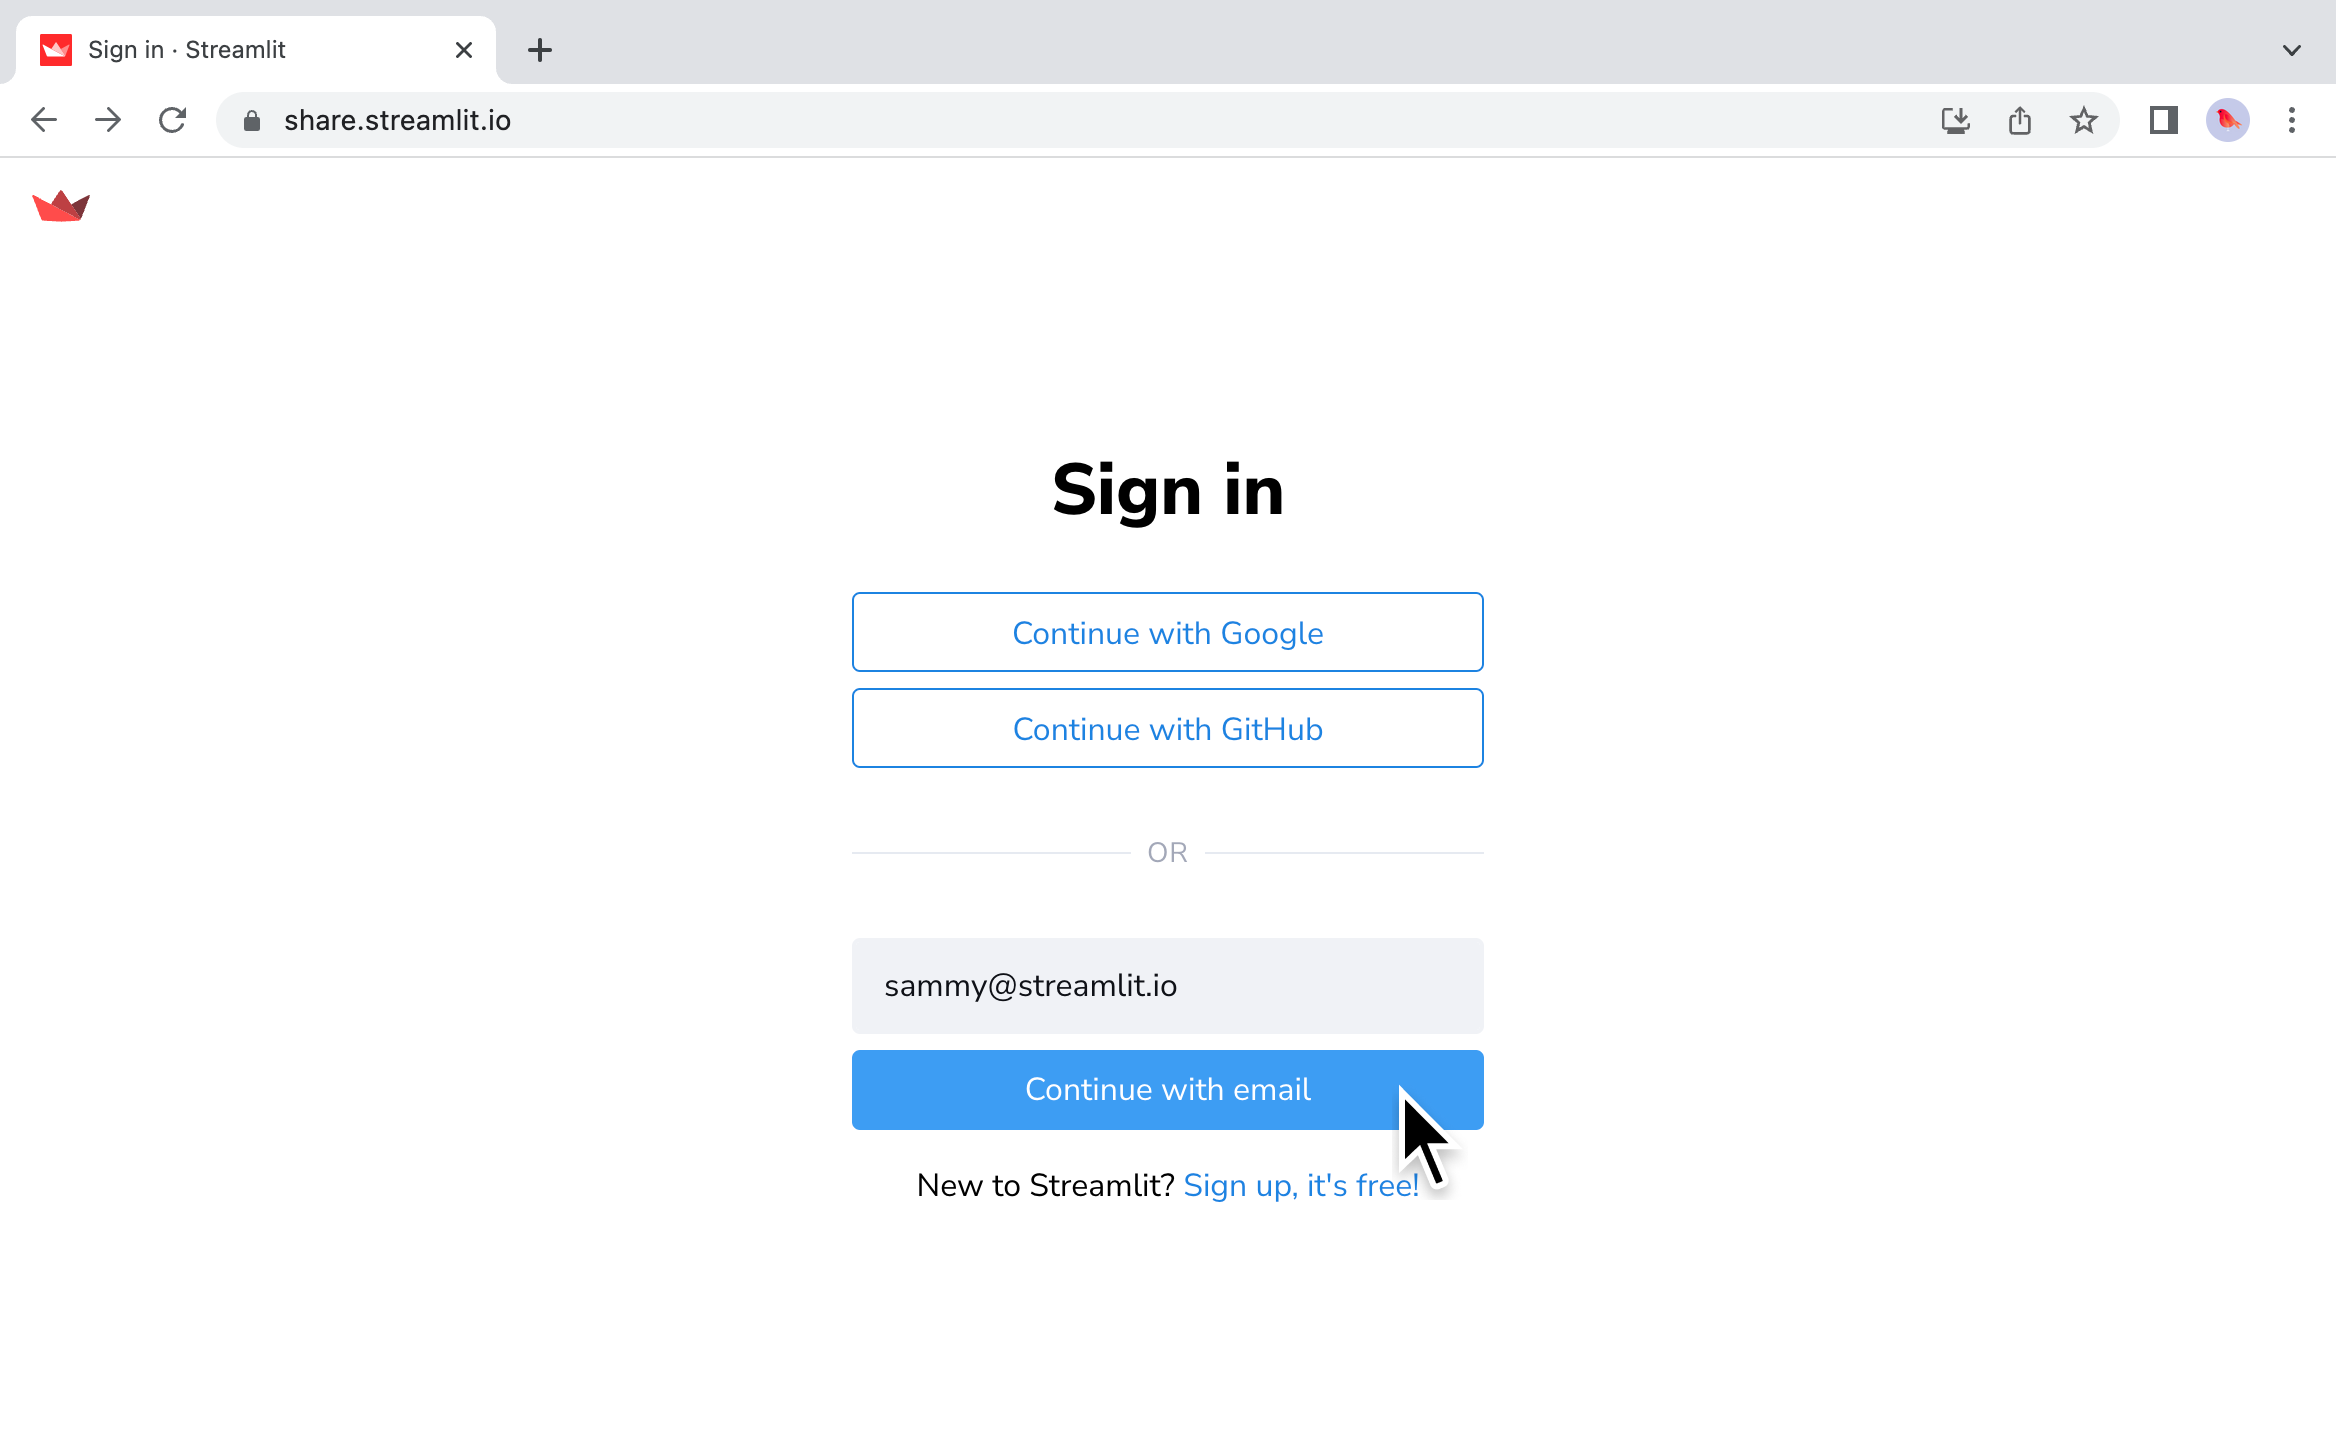 Sign in · Streamlit
share.streamlit.io
Sign in
Continue with Google
Continue with GitHub
OR
sammy@streamlit.io
Continue with email
New to Streamlit? Sign up, it's free!